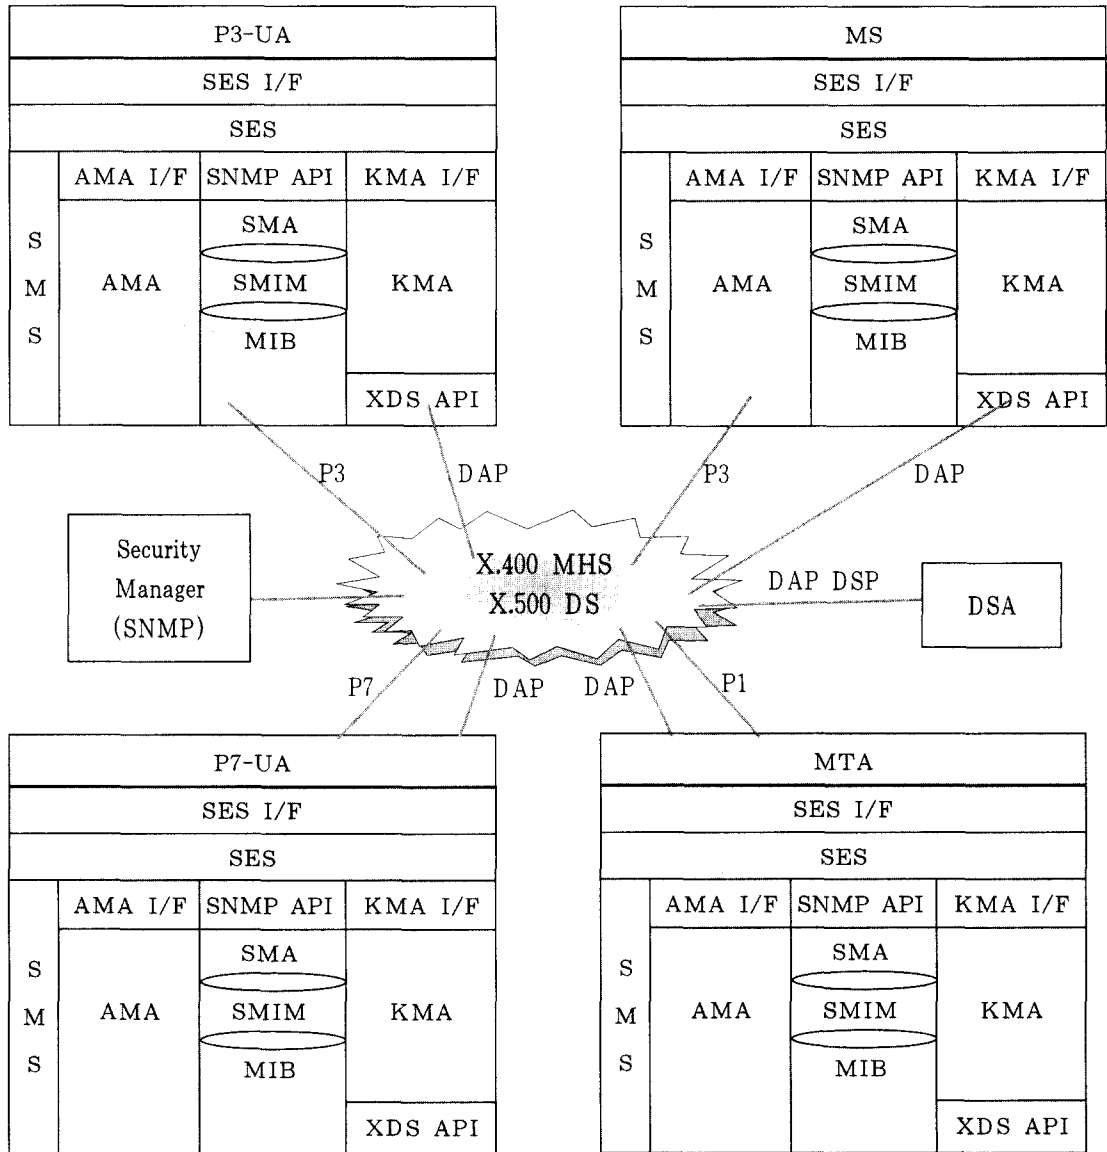 P3-UA
SES I/F
SES
AMA I/F SNMP API KMA I/F
S
M
S
AMA
SMA
SMIM
MIB
KMA
XDS API
MS
SES I/F
SES
AMA I/F SNMP API KMA I/F
S
M
S
AMA
SMA
SMIM
MIB
KMA
XDS API
P3 DAP P3 DAP
Security
Manager
(SNMP)
X.400 MHS
X.500 DS
DAP DSP
DSA
P7 DAP DAP P1
P7-UA
SES I/F
SES
AMA I/F SNMP API KMA I/F
S
M
S
AMA
SMA
SMIM
MIB
KMA
XDS API
MTA
SES I/F
SES
AMA I/F SNMP API KMA I/F
S
M
S
AMA
SMA
SMIM
MIB
KMA
XDS API